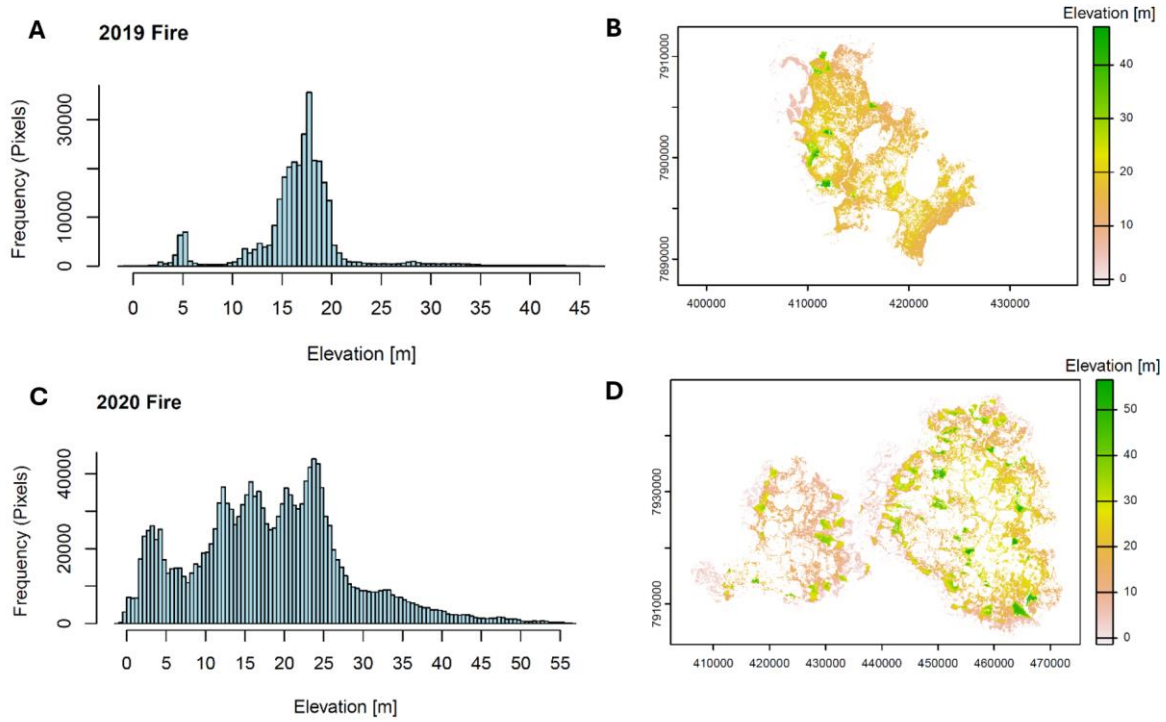 A 2019 Fire
Frequency (Pixels)
30000
10000
0
0 5 10 15 20 25 30 35 40 45
Elevation [m]
B
Elevation [m]
7910000
7900000
7890000
400000 410000 420000 430000
40
30
20
10
0
C 2020 Fire
Frequency (Pixels)
40000
20000
0
0 5 10 15 20 25 30 35 40 45 50 55
Elevation [m]
D
Elevation [m]
7930000
7910000
410000 420000 430000 440000 450000 460000 470000
50
40
30
20
10
0